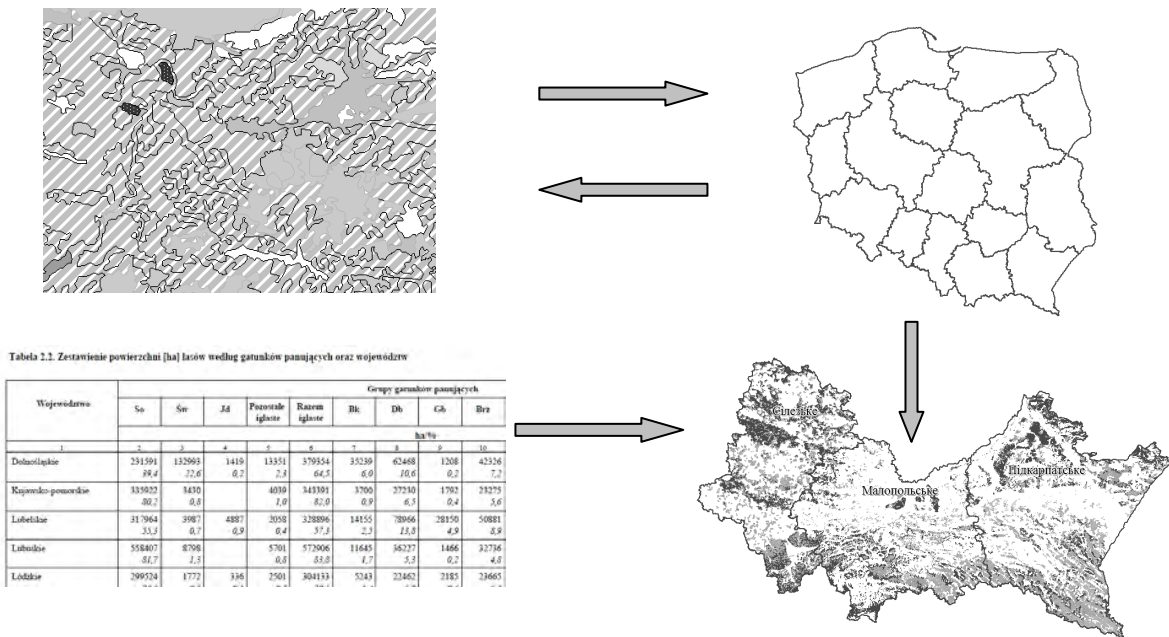 Tabela 2.2. Zestawienie powierzchni [ha] lasów według gatunków panujących oraz województw
Województwo
Grupy gatunków panujących
So Św Jd Pozostałe iglaste Razem iglaste Bk Db Gb Brz
ha/%
1 2 3 4 5 6 7 8 9 10
Dolnośląskie 231591 132993 1419 13351 379354 35239 62468 1208 42326
39,4 22,6 0,2 2,3 64,5 6,0 10,6 0,2 7,2
Kujawsko-pomorskie 335922 3430 4039 343391 3700 27230 1792 23275
80,2 0,8 1,0 82,0 0,9 6,5 0,4 5,6
Lubelskie 317964 3987 4887 2058 328896 14155 78966 28150 50881
55,3 0,7 0,9 0,4 57,3 2,5 13,8 4,9 8,9
Lubuskie 558407 8798 5701 572906 11645 36227 1466 32736
81,7 1,3 0,8 83,8 1,7 5,3 0,2 4,8
Łódzkie 299524 1772 336 2501 304133 5243 22462 2185 23665
Сілезьке
Підкарпатське
Малопольське